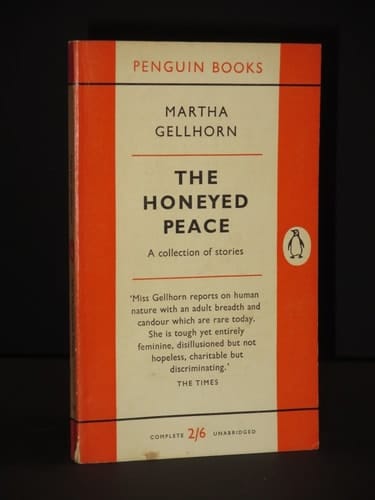 PENGUIN BOOKS
MARTHA
GELLHORN
THE
HONEYED
PEACE
A collection of stories
'Miss Gellhorn reports on human
nature with an adult breadth and
candour which are rare today.
She is tough yet entirely
feminine, disillusioned but not
hopeless, charitable but
discriminating.'
THE TIMES
COMPLETE 2/6 UNABRIDGED